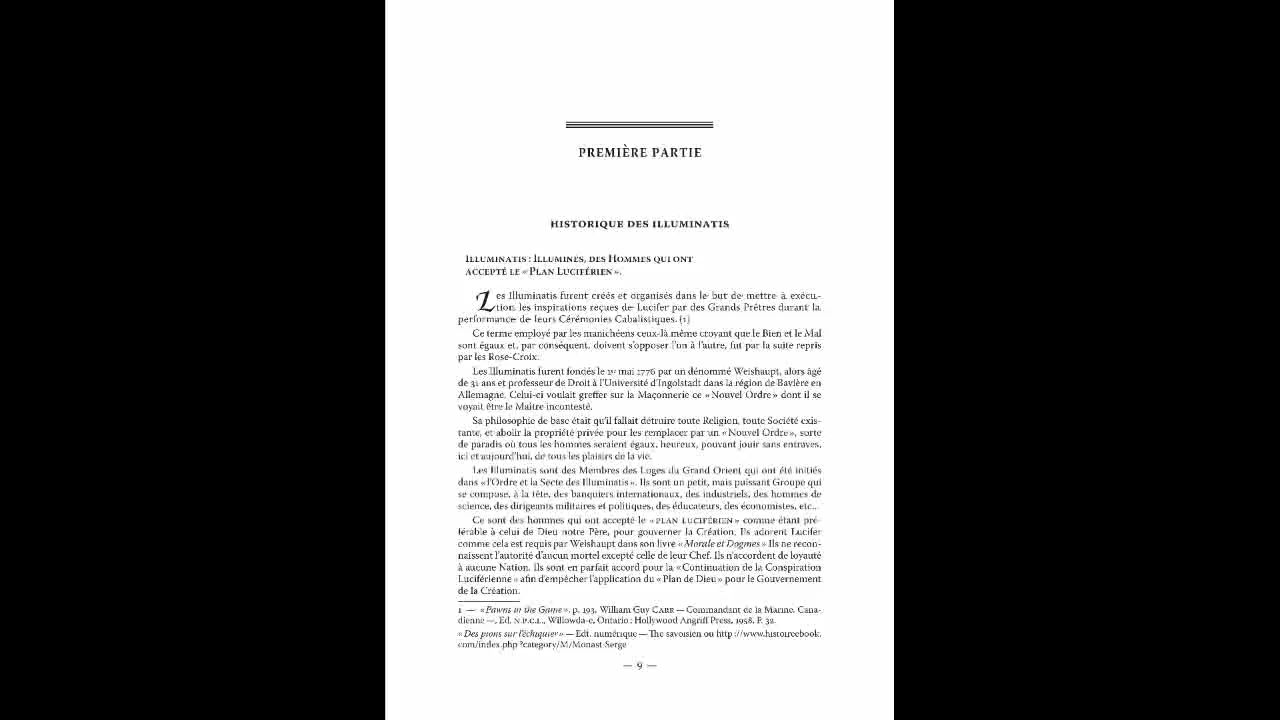 PREMIÈRE PARTIE
HISTORIQUE DES ILLUMINATIS
Illuminatis : Illuminés, des Hommes qui ont
accepté le « Plan Luciférien ».
Les Illuminatis furent créés et organisés dans le but de mettre à exécu-
tion les inspirations reçues de Lucifer par des Grands Prêtres durant la
performance de leurs Cérémonies Cabalistiques. (1)
Ce terme employé par les manichéens ceux-là même croyant que le Bien et le Mal
sont égaux et, par conséquent, doivent s'opposer l'un à l'autre, fut par la suite repris
par les Rose-Croix.
Les Illuminatis furent fondés le 1er mai 1776 par un dénommé Weishaupt, alors âgé
de 31 ans et professeur de Droit à l'Université d'Ingolstadt dans la région de Bavière en
Allemagne. Celui-ci voulait greffer sur la Maçonnerie ce « Nouvel Ordre » dont il se
voyait être le Maître incontesté.
Sa philosophie de base était qu'il fallait détruire toute Religion, toute Société exis-
tante, et abolir la propriété privée pour les remplacer par un « Nouvel Ordre », sorte
de paradis où tous les hommes seraient égaux, heureux, pouvant jouir sans entraves,
ici et aujourd'hui, de tous les plaisirs de la vie.
Les Illuminatis sont des Membres des Loges du Grand Orient qui ont été initiés
dans « l'Ordre et la Secte des Illuminatis ». Ils sont un petit, mais puissant Groupe qui
se compose, à la tête, des banquiers internationaux, des industriels, des hommes de
science, des dirigeants militaires et politiques, des éducateurs, des économistes, etc...
Ce sont des hommes qui ont accepté le « PLAN LUCIFÉRIEN » comme étant pré-
férable à celui de Dieu notre Père, pour gouverner la Création. Ils adorent Lucifer
comme cela est requis par Weishaupt dans son livre « Morale et Dogmes » Ils ne recon-
naissent l'autorité d'aucun mortel excepté celle de leur Chef. Ils n'accordent de loyauté
à aucune Nation. Ils sont en parfait accord pour la « Continuation de la Conspiration
Luciférienne » afin d'empêcher l'application du « Plan de Dieu » pour le Gouvernement
de la Création.
1 — « Pawns in the Game », p. 193, William Guy Carr — Commandant de la Marine, Cana-
dienne —, Ed. N.P.C.L., Willowda-e, Ontario : Hollywood Angriff Press, 1958, P. 32.
« Des pions sur l'échiquier » — Edt. numérique — The savoisien ou http ://www.histourcebook.
com/index.php ?category/M/Monast-Serge
— 9 —